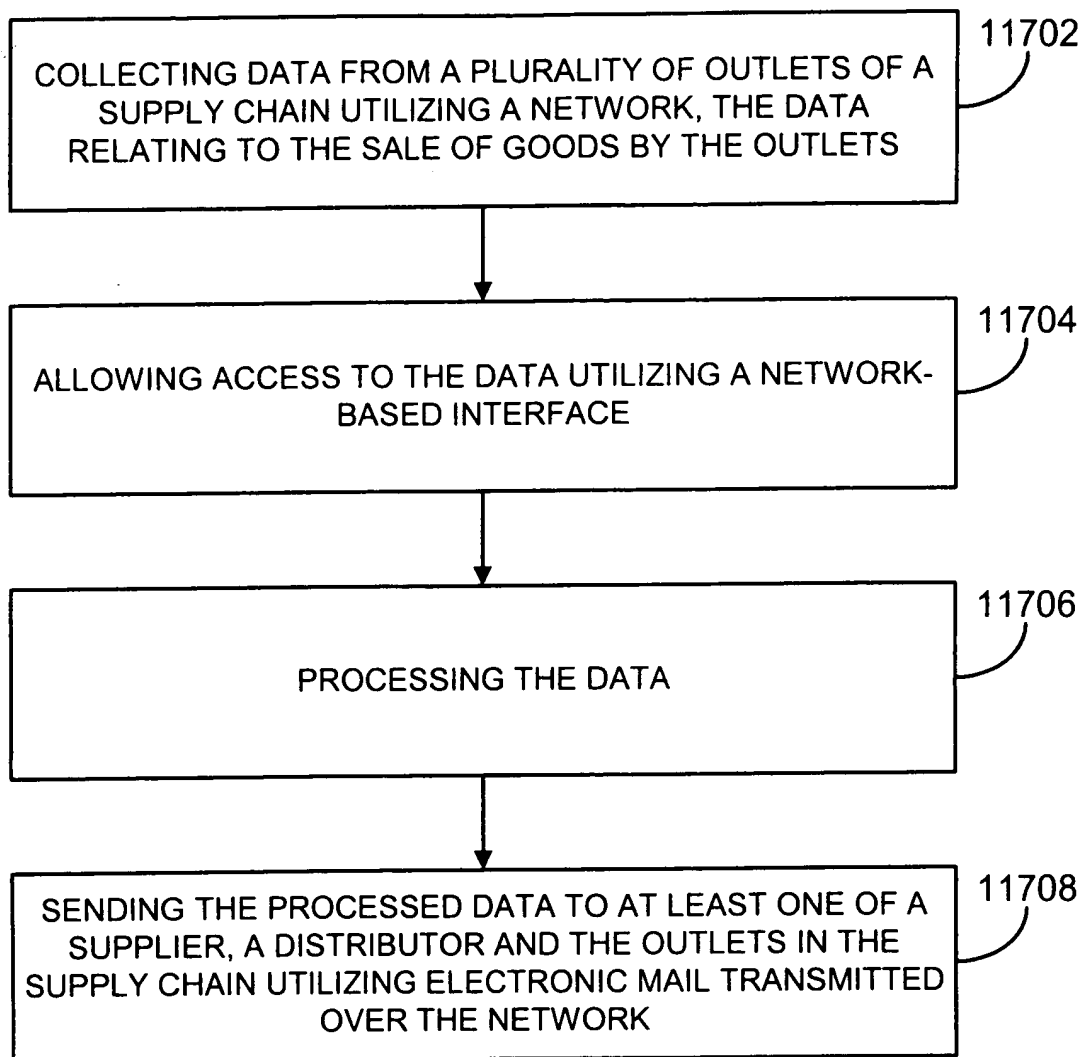 11702
COLLECTING DATA FROM A PLURALITY OF OUTLETS OF A
SUPPLY CHAIN UTILIZING A NETWORK, THE DATA
RELATING TO THE SALE OF GOODS BY THE OUTLETS
11704
ALLOWING ACCESS TO THE DATA UTILIZING A NETWORK-
BASED INTERFACE
11706
PROCESSING THE DATA
11708
SENDING THE PROCESSED DATA TO AT LEAST ONE OF A
SUPPLIER, A DISTRIBUTOR AND THE OUTLETS IN THE
SUPPLY CHAIN UTILIZING ELECTRONIC MAIL TRANSMITTED
OVER THE NETWORK